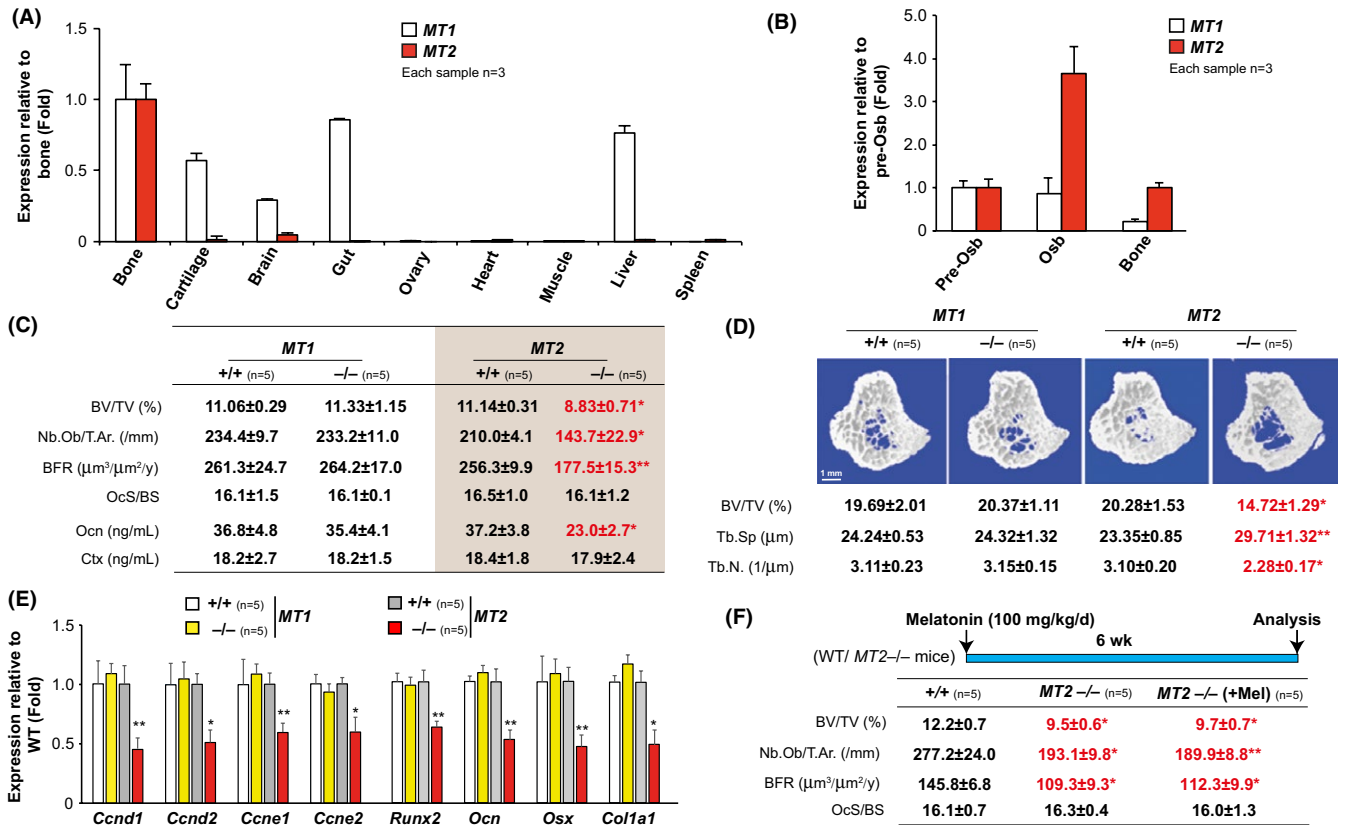 (A)
Expression relative to
bone (Fold)
1.5
1.0
0.5
0
MT1
MT2
Each sample n=3
Bone
Cartilage
Brain
Gut
Ovary
Heart
Muscle
Liver
Spleen
(B)
Expression relative to
pre-Osb (Fold)
5.0
4.0
3.0
2.0
1.0
0
MT1
MT2
Each sample n=3
Pre-Osb
Osb
Bone
(C)
MT1 MT2
+/+ (n=5) −/− (n=5) +/+ (n=5) −/− (n=5)
BV/TV (%) 11.06±0.29 11.33±1.15 11.14±0.31 8.83±0.71*
Nb.Ob/T.Ar. (/mm) 234.4±9.7 233.2±11.0 210.0±4.1 143.7±22.9*
BFR (μm³/μm²/y) 261.3±24.7 264.2±17.0 256.3±9.9 177.5±15.3**
OcS/BS 16.1±1.5 16.1±0.1 16.5±1.0 16.1±1.2
Ocn (ng/mL) 36.8±4.8 35.4±4.1 37.2±3.8 23.0±2.7*
Ctx (ng/mL) 18.2±2.7 18.2±1.5 18.4±1.8 17.9±2.4
(D)
MT1 MT2
+/+ (n=5) −/− (n=5) +/+ (n=5) −/− (n=5)
1 mm
BV/TV (%) 19.69±2.01 20.37±1.11 20.28±1.53 14.72±1.29*
Tb.Sp (μm) 24.24±0.53 24.32±1.32 23.35±0.85 29.71±1.32**
Tb.N. (1/μm) 3.11±0.23 3.15±0.15 3.10±0.20 2.28±0.17*
(E)
+/+ (n=5) MT1 +/+ (n=5) MT2
−/− (n=5) −/− (n=5)
Expression relative to
WT (Fold)
1.5
1.0
0.5
0
** * ** * ** ** ** *
Ccnd1 Ccnd2 Ccne1 Ccne2 Runx2 Ocn Osx Col1a1
(F)
Melatonin (100 mg/kg/d) Analysis
6 wk
(WT/ MT2−/− mice)
+/+ (n=5) MT2 −/− (n=5) MT2 −/− (+Mel) (n=5)
BV/TV (%) 12.2±0.7 9.5±0.6* 9.7±0.7*
Nb.Ob/T.Ar. (/mm) 277.2±24.0 193.1±9.8* 189.9±8.8**
BFR (μm³/μm²/y) 145.8±6.8 109.3±9.3* 112.3±9.9*
OcS/BS 16.1±0.7 16.3±0.4 16.0±1.3